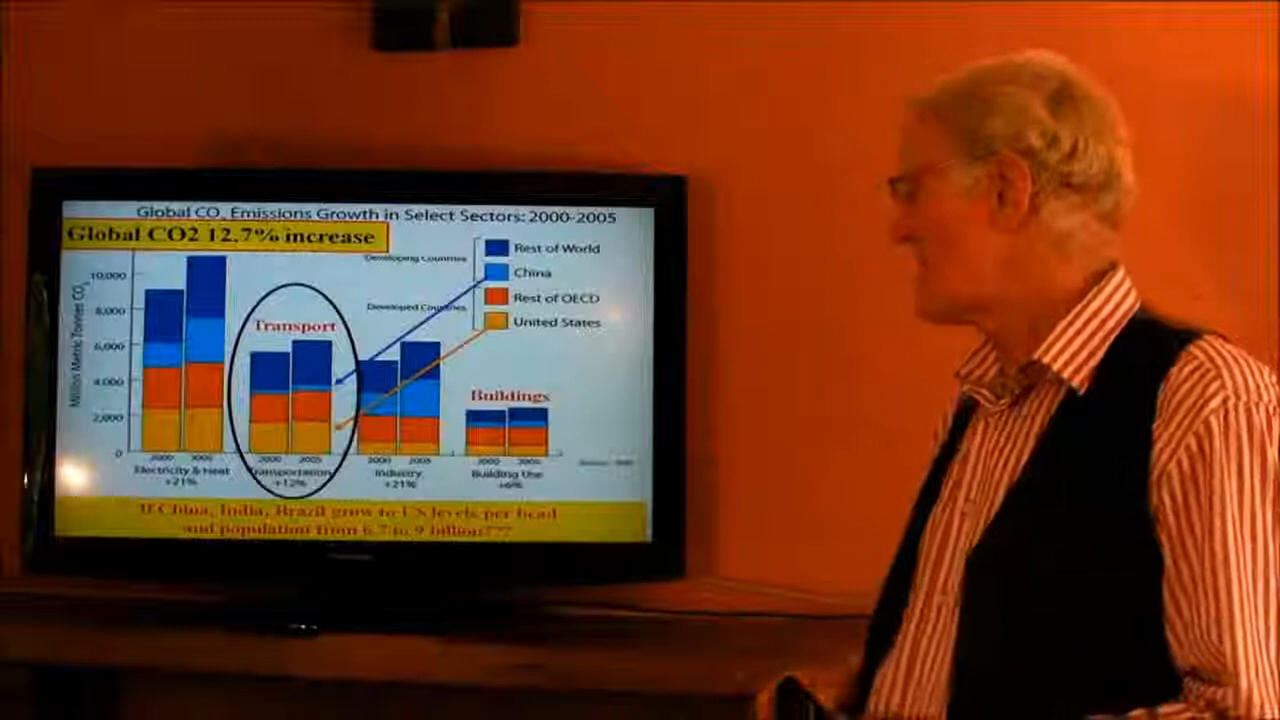 Global CO2 Emissions Growth in Select Sectors: 2000-2005
Global CO2 12.7% increase
Rest of World
Developing Countries
China
Rest of OECD
Developed Countries
United States
Million Metric Tonnes CO2
10,000
8,000
6,000
4,000
2,000
0
Transport
Buildings
2000 2005 2000 2005 2000 2005 2000 2005
Electricity & Heat Transportation Industry Building Use
+21% +12% +21% +6%
If China, India, Brazil grow to US levels per head
and population from 6.7 to 9 billion???